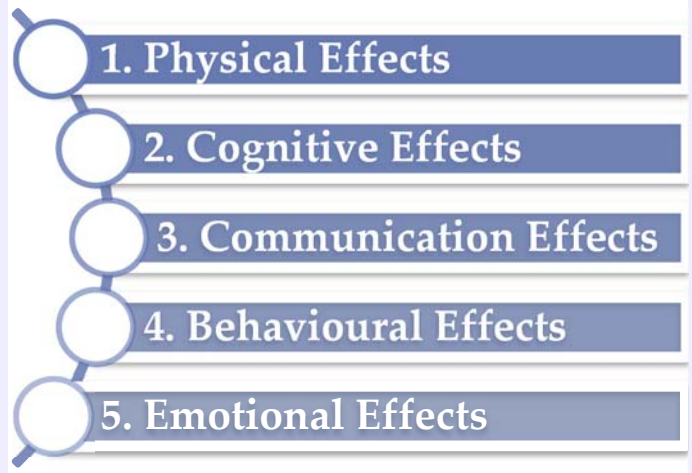 1. Physical Effects
2. Cognitive Effects
3. Communication Effects
4. Behavioural Effects
5. Emotional Effects